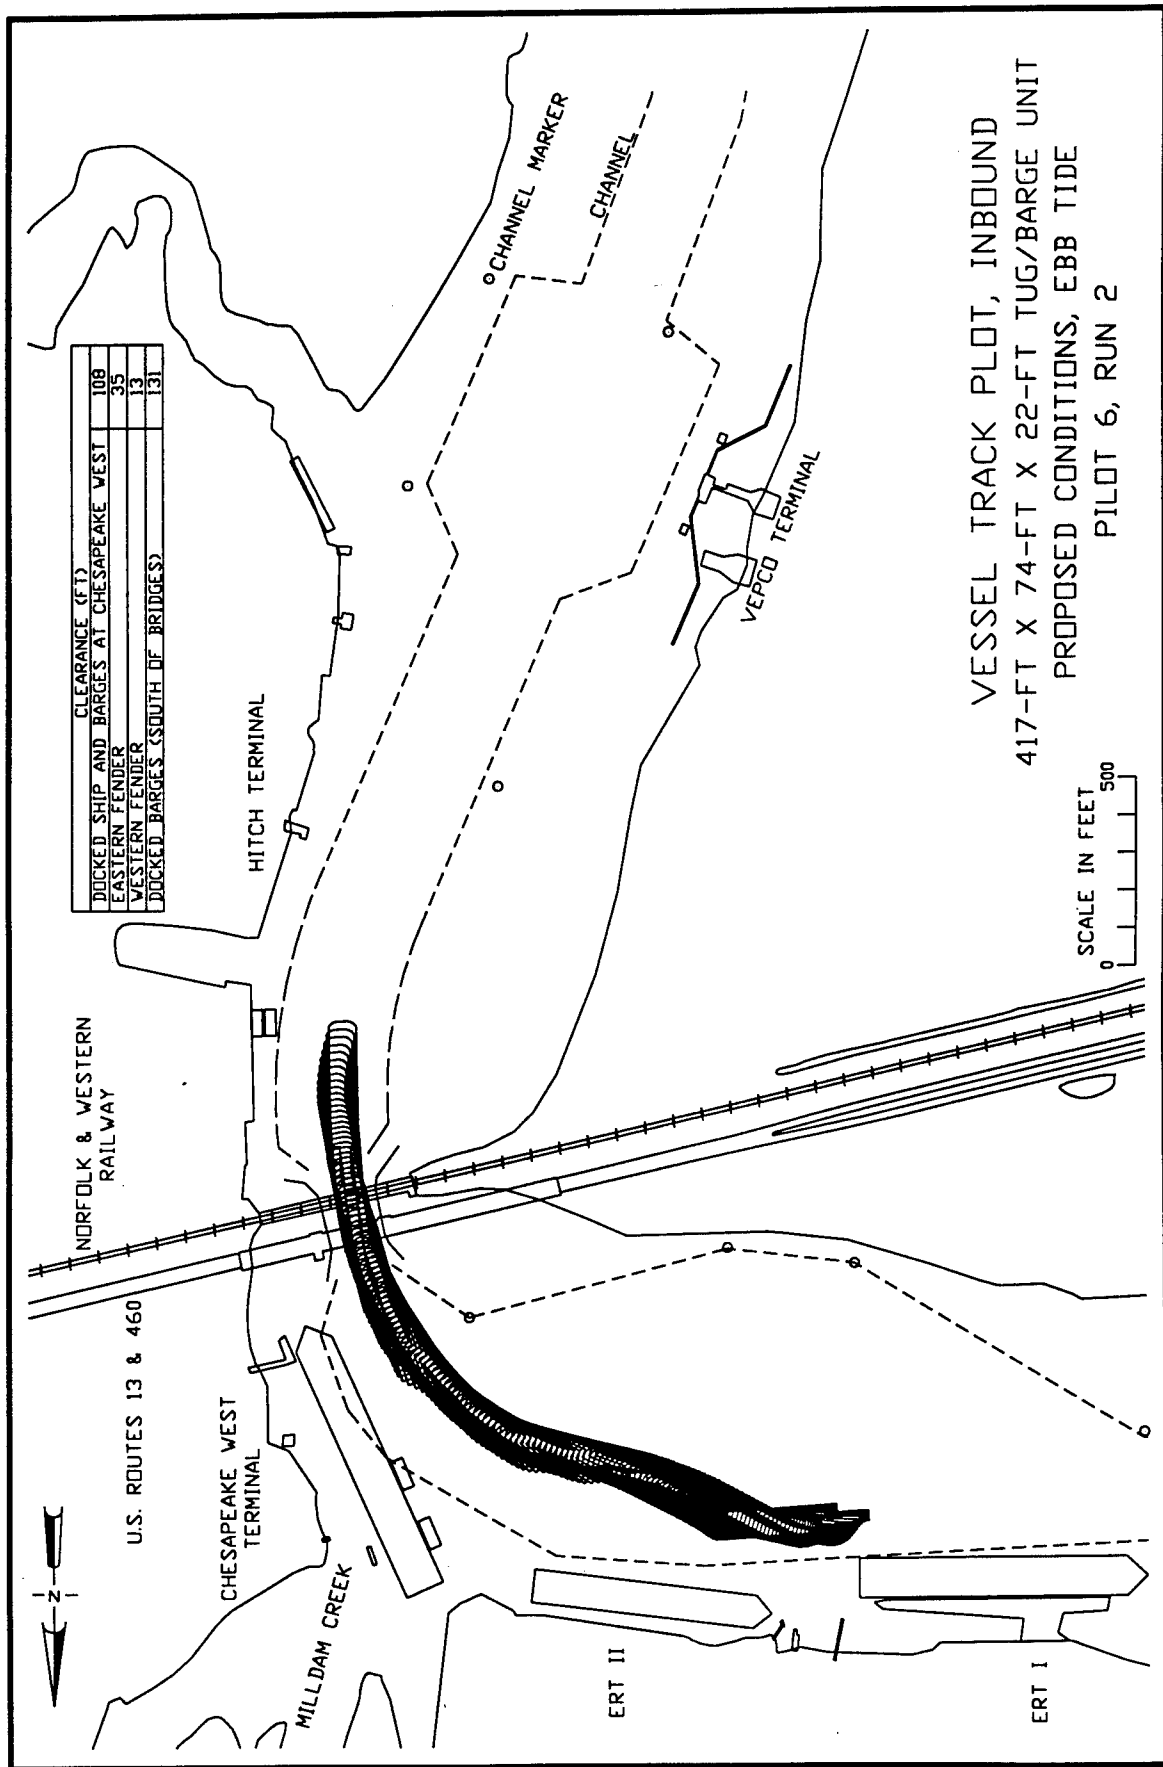 CLEARANCE (FT)
DOCKED SHIP AND BARGES AT CHESAPEAKE WEST 108
EASTERN FENDER 35
WESTERN FENDER 13
DOCKED BARGES (SOUTH OF BRIDGES) 131
CHANNEL MARKER
CHANNEL
HITCH TERMINAL
VEPCO TERMINAL
NORFOLK & WESTERN
RAILWAY
U.S. ROUTES 13 & 460
CHESAPEAKE WEST
TERMINAL
N
MILLDAM CREEK
ERT II
ERT I
SCALE IN FEET
0 500
VESSEL TRACK PLOT, INBOUND
417-FT X 74-FT X 22-FT TUG/BARGE UNIT
PROPOSED CONDITIONS, EBB TIDE
PILOT 6, RUN 2